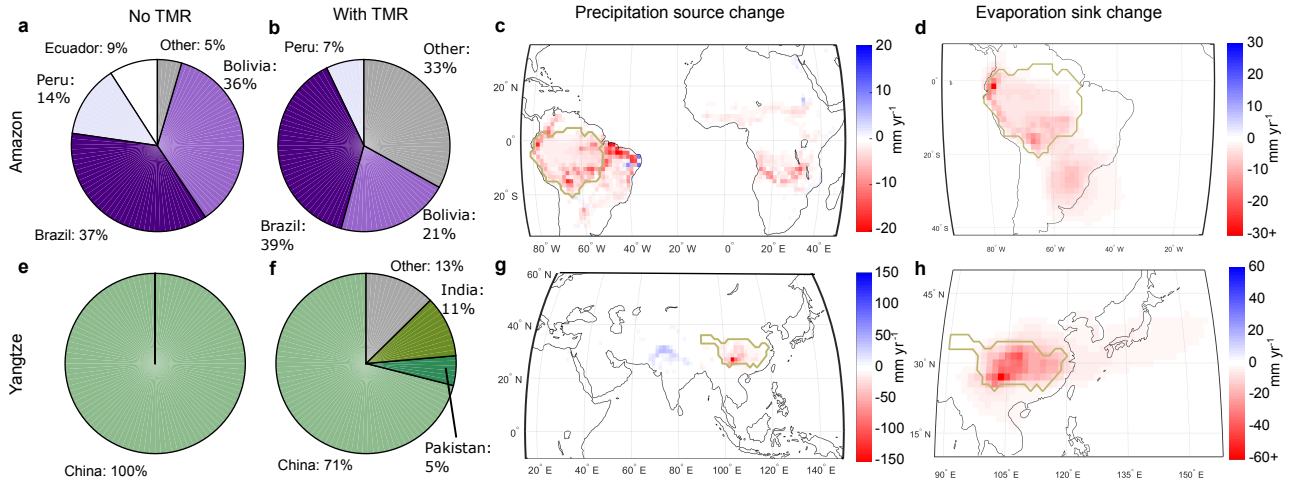 No TMR
With TMR
Precipitation source change
Evaporation sink change
Amazon
a
Ecuador: 9%
Other: 5%
Bolivia:
36%
Peru:
14%
Brazil: 37%
b
Peru: 7%
Other:
33%
Brazil:
39%
Bolivia:
21%
c
20° N
0°
20° S
80° W
60° W
40° W
20° W
0°
20° E
40° E
20
10
0
-10
-20
mm yr⁻¹
d
0°
20° S
40° S
80° W
60° W
40° W
20° W
30
20
10
0
-10
-20
-30+
mm yr⁻¹
Yangtze
e
China: 100%
f
Other: 13%
India:
11%
Pakistan:
5%
China: 71%
g
60° N
40° N
20° N
0°
20° E
40° E
60° E
80° E
100° E
120° E
140° E
150
100
50
0
-50
-100
-150
mm yr⁻¹
h
45° N
30° N
15° N
90° E
105° E
120° E
135° E
150° E
60
40
20
0
-20
-40
-60+
mm yr⁻¹